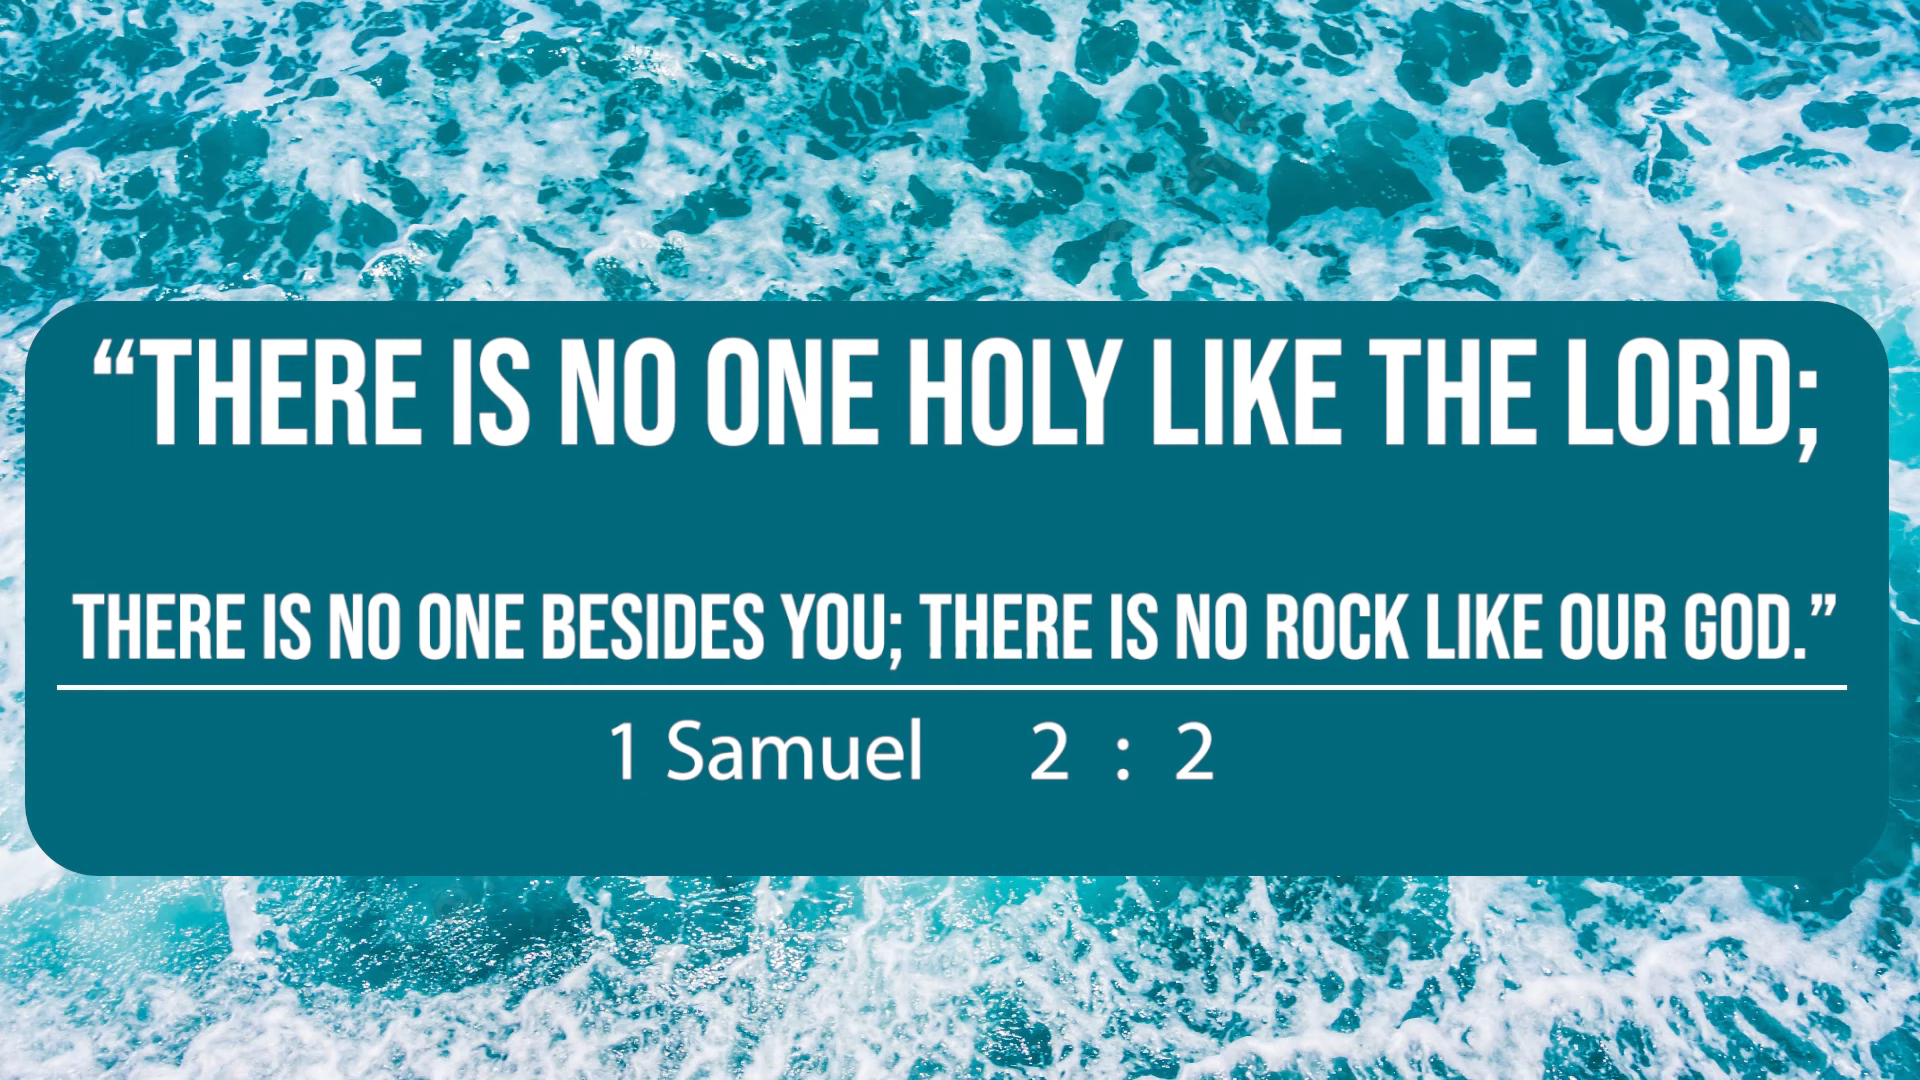 “THERE IS NO ONE HOLY LIKE THE LORD;
THERE IS NO ONE BESIDES YOU; THERE IS NO ROCK LIKE OUR GOD.”
1 Samuel 2 : 2